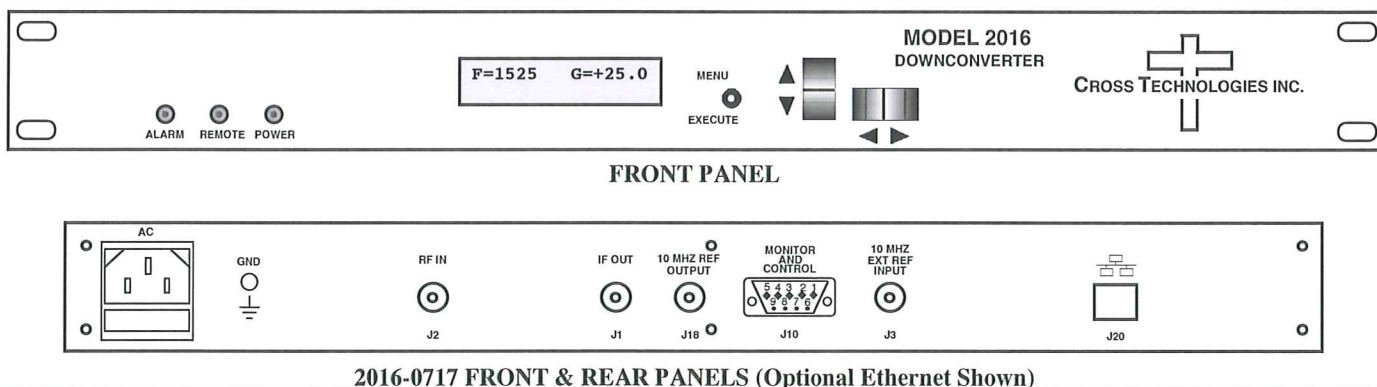 MODEL 2016
DOWNCONVERTER
F=1525 G=+25.0
MENU
EXECUTE
CROSS TECHNOLOGIES INC.
ALARM REMOTE POWER
FRONT PANEL
AC
GND
RF IN
IF OUT
10 MHZ REF
OUTPUT
MONITOR
AND
CONTROL
10 MHZ
EXT REF
INPUT
5 4 3 2 1
9 8 7 6
J2
J1
J18
J10
J3
J20
2016-0717 FRONT & REAR PANELS (Optional Ethernet Shown)